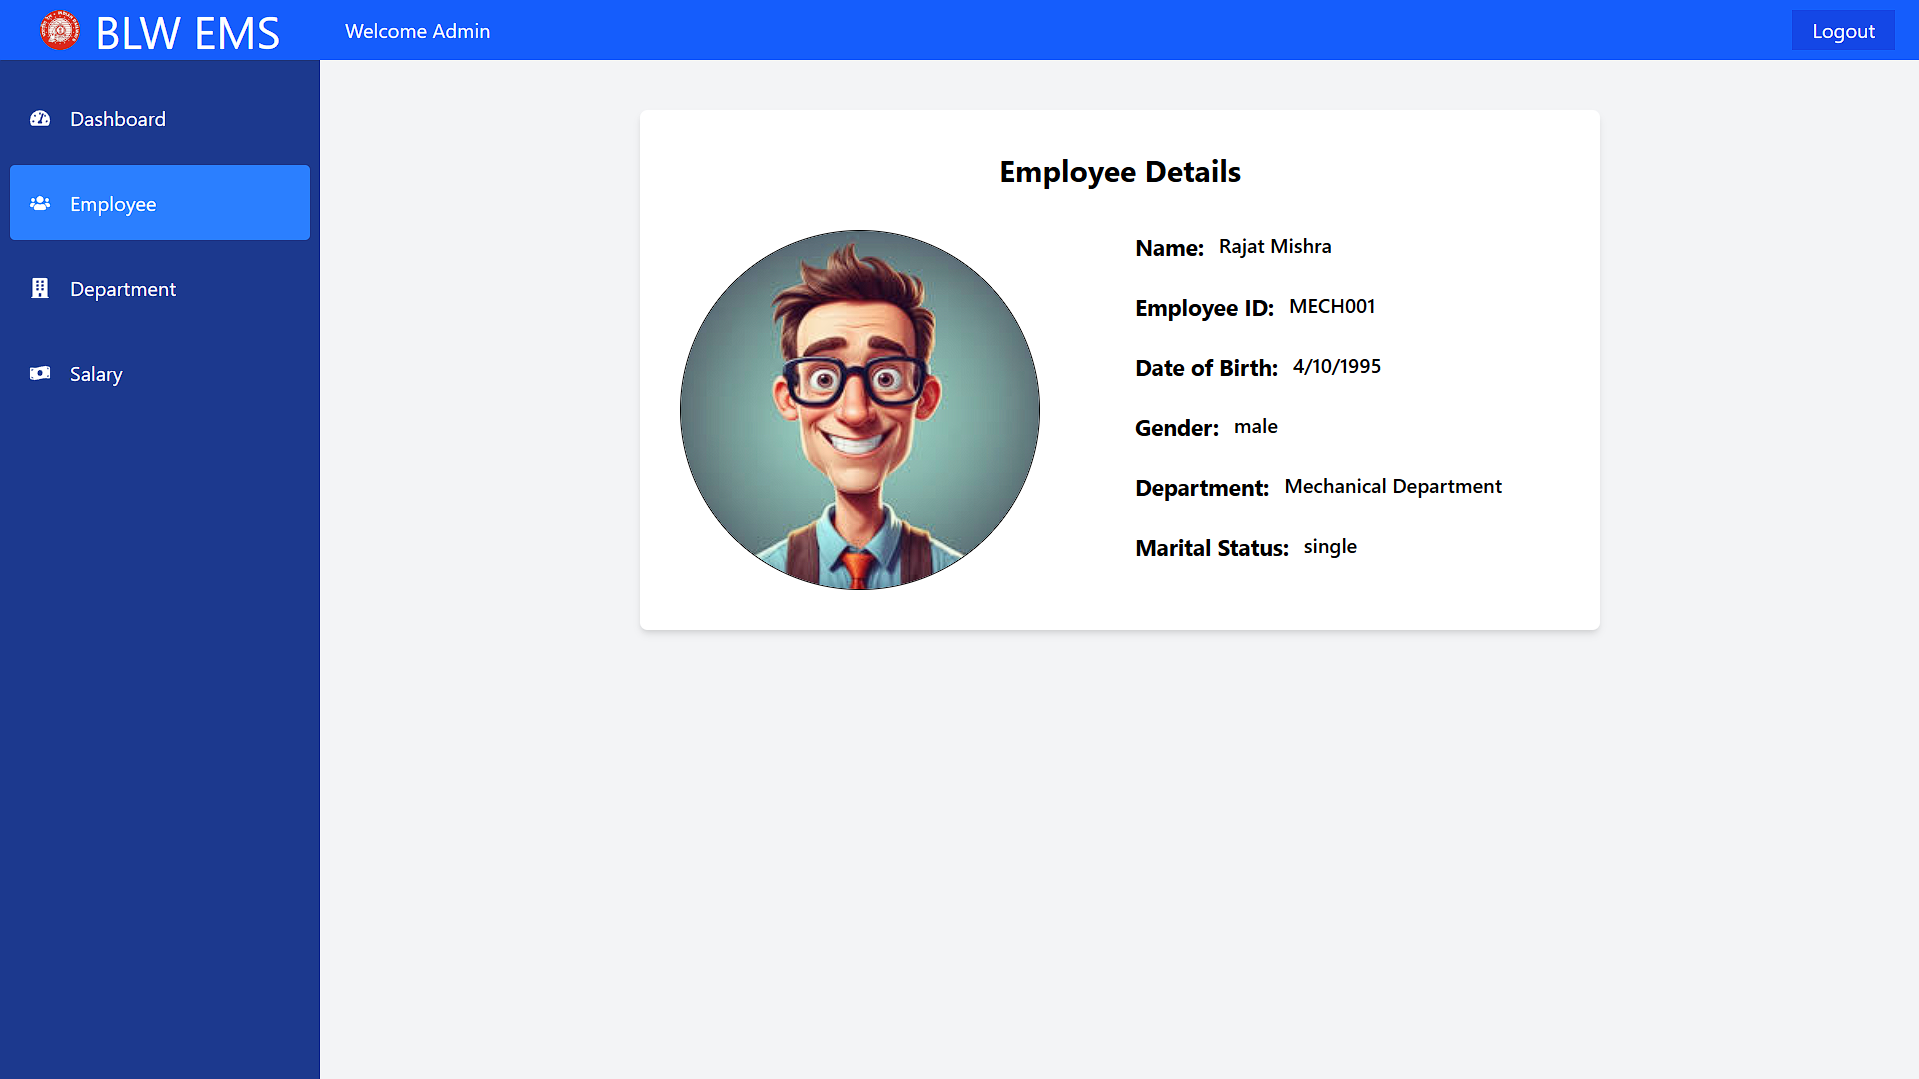 BLW EMS
Welcome Admin
Logout
Dashboard
Employee
Department
Salary
Employee Details
Name: Rajat Mishra
Employee ID: MECH001
Date of Birth: 4/10/1995
Gender: male
Department: Mechanical Department
Marital Status: single